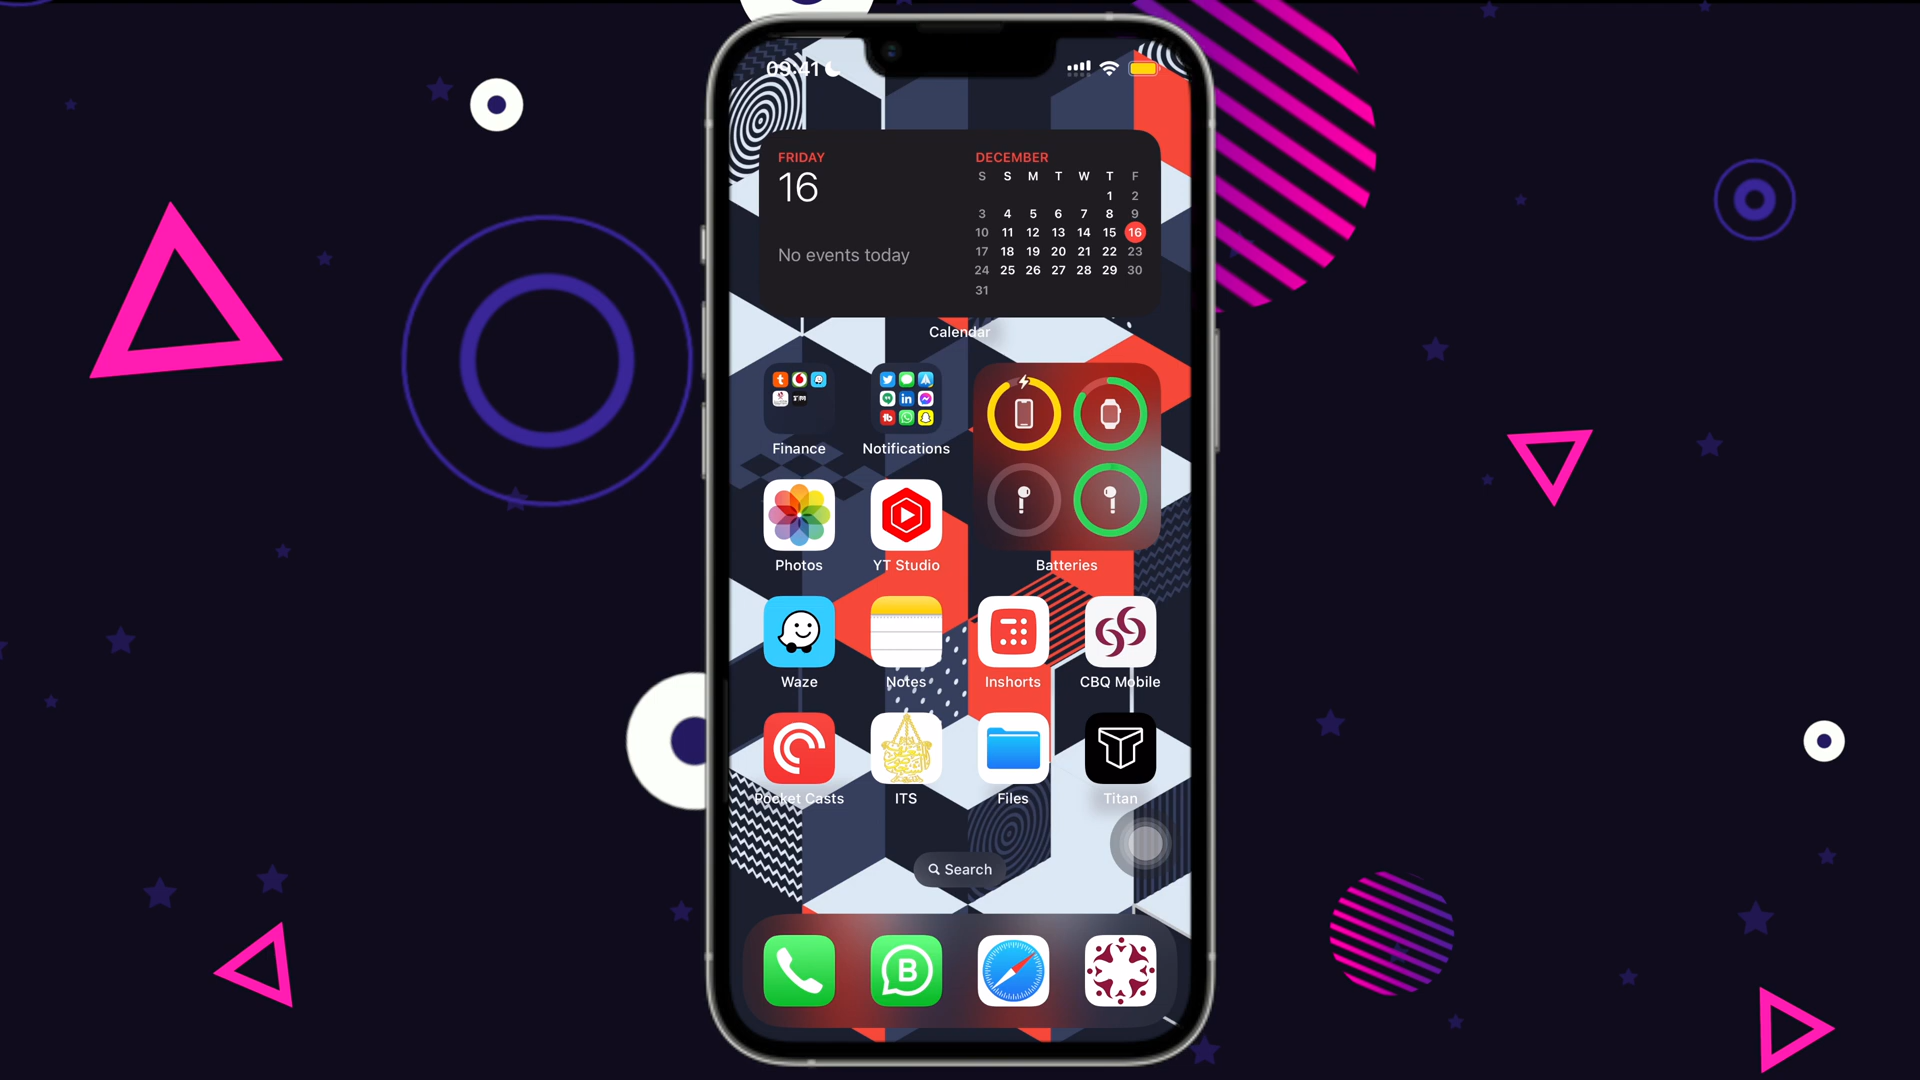 09:41
FRIDAY
16
No events today
DECEMBER
S S M T W T F
1 2
3 4 5 6 7 8 9
10 11 12 13 14 15 16
17 18 19 20 21 22 23
24 25 26 27 28 29 30
31
Calendar
Finance
Notifications
Photos
YT Studio
Batteries
Waze
Notes
Inshorts
CBQ Mobile
Pocket Casts
ITS
Files
Titan
Search
B